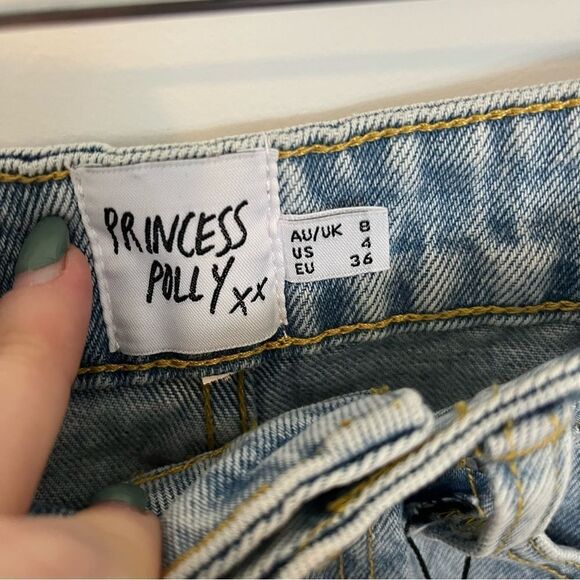 PRINCESS
POLLY xx
AU/UK 8
US 4
EU 36